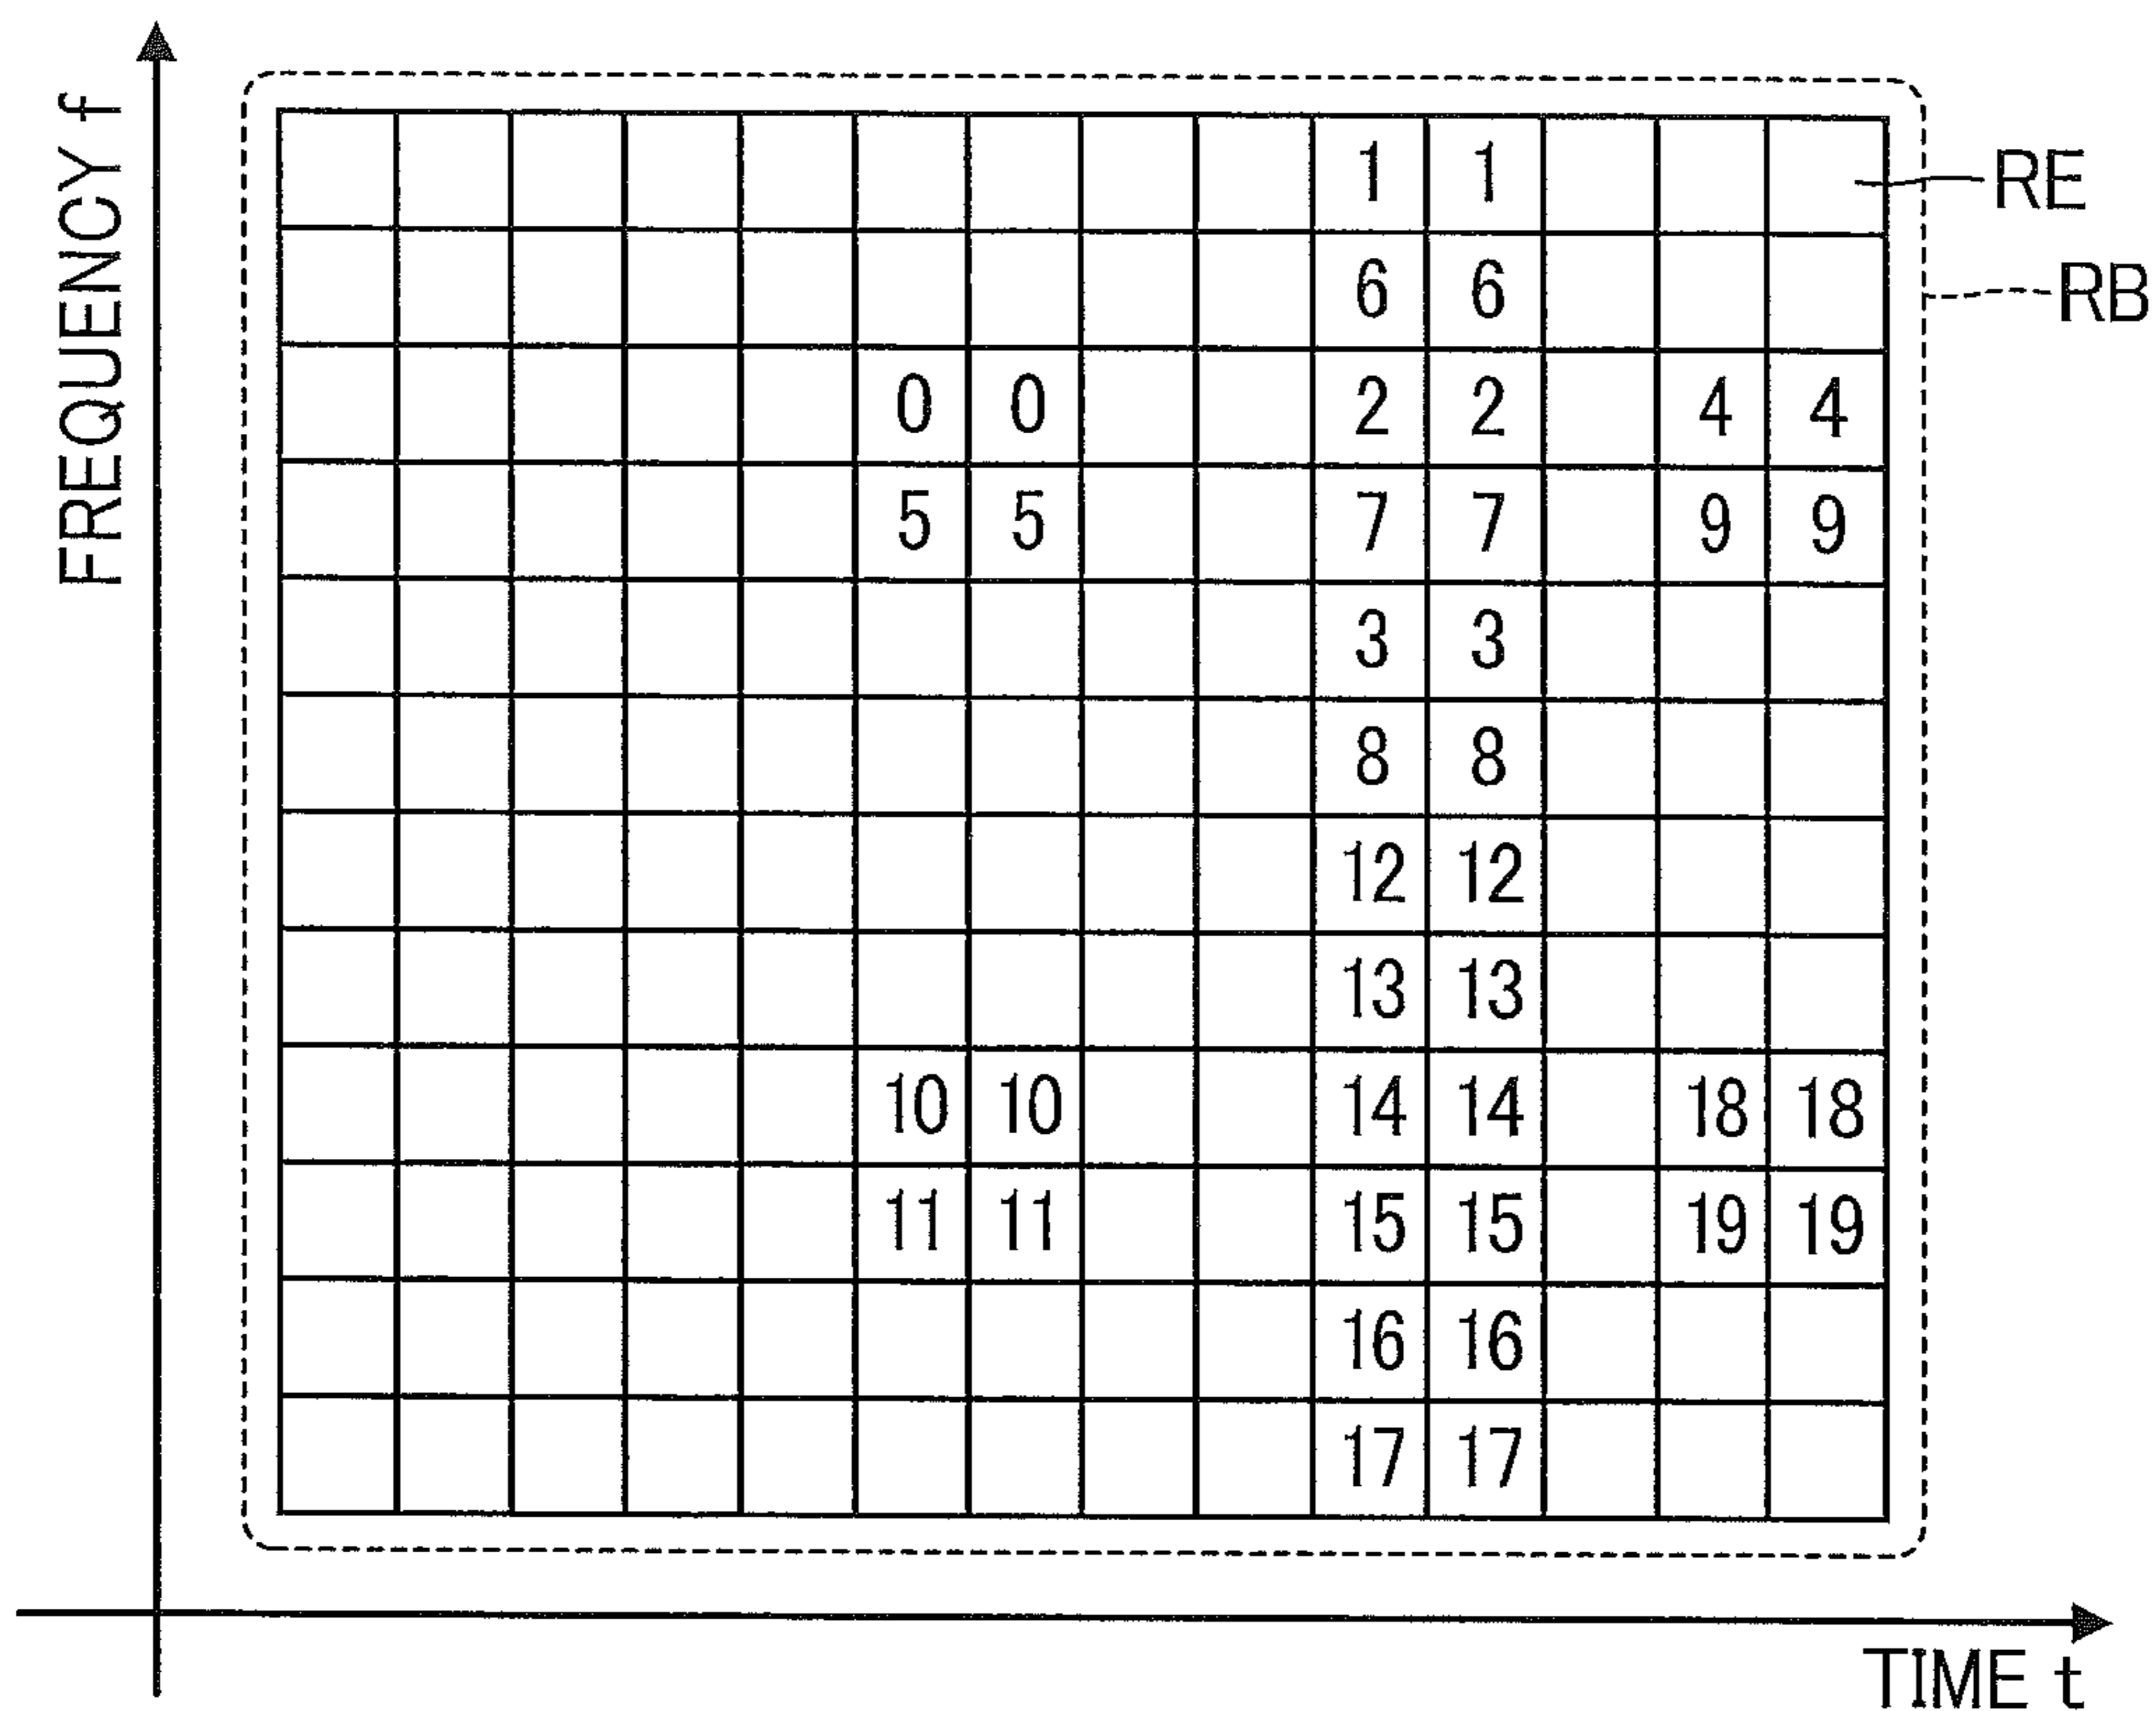 FREQUENCY f
1 1
RE
6 6
RB
0 0 2 2 4 4
5 5 7 7 9 9
3 3
8 8
12 12
13 13
10 10 14 14 18 18
11 11 15 15 19 19
16 16
17 17
TIME t